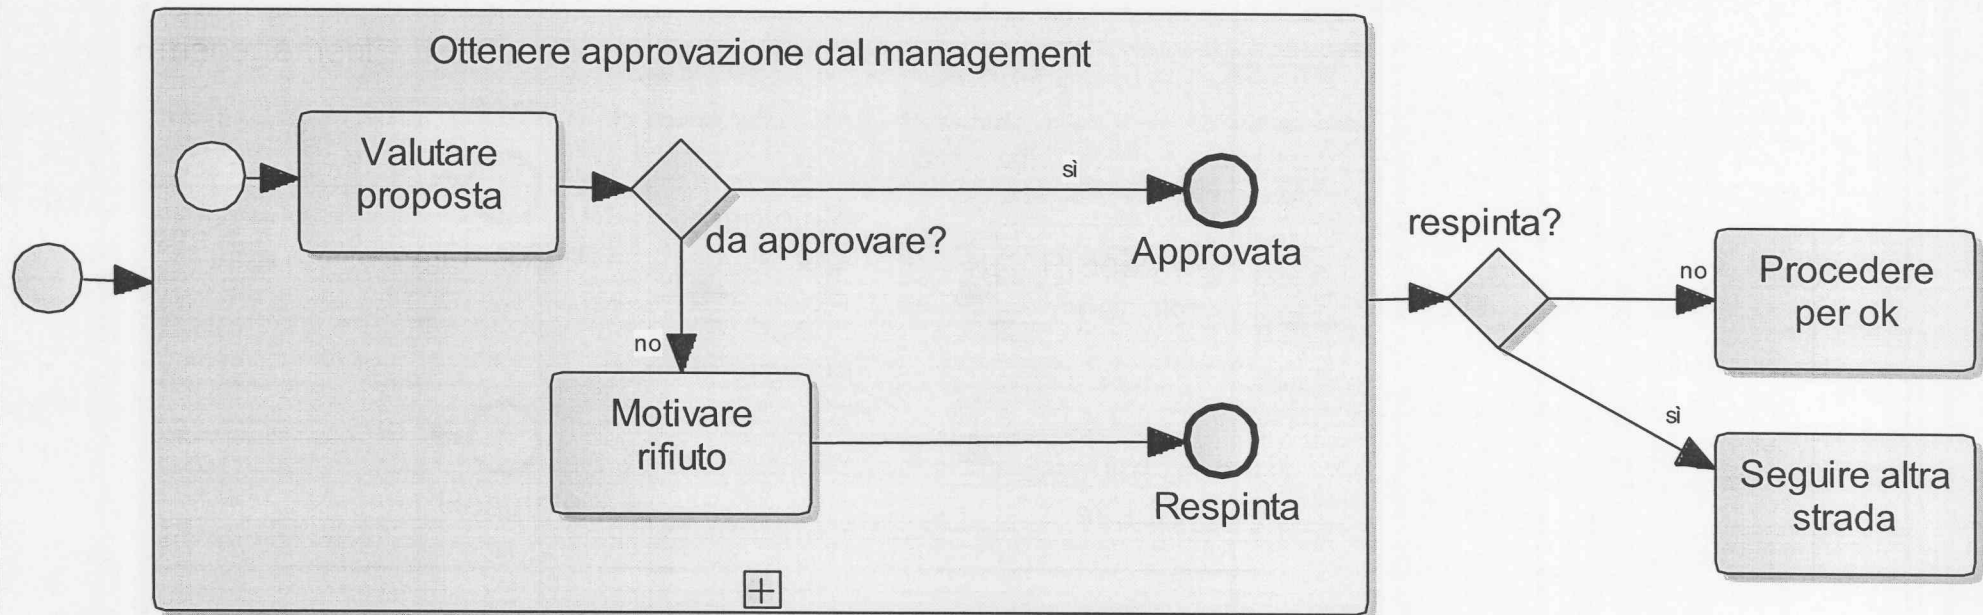 Ottenere approvazione dal management
Valutare
proposta
da approvare?
sì
Approvata
no
Motivare
rifiuto
Respinta
respinta?
no
Procedere
per ok
sì
Seguire altra
strada